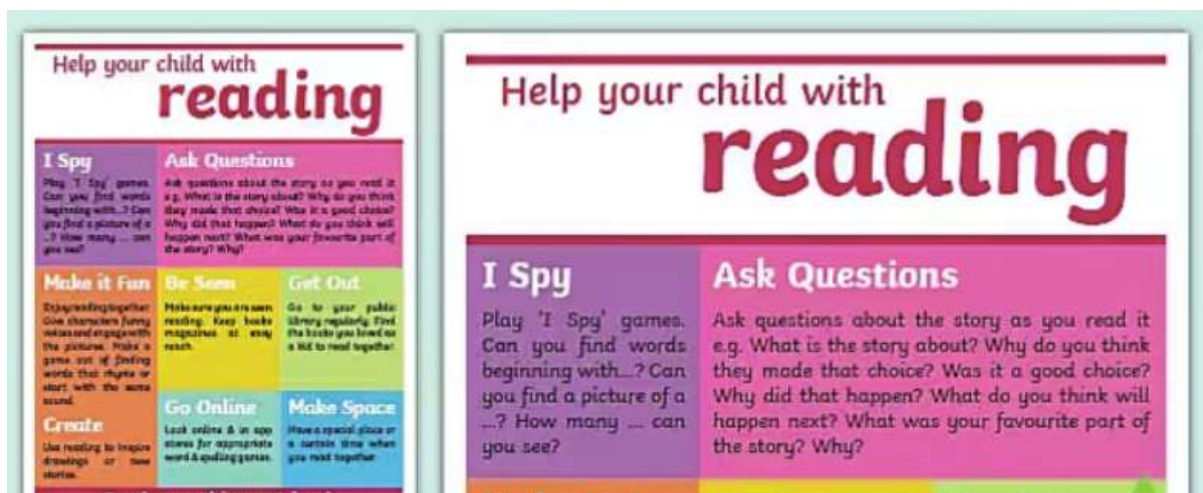 Help your child with
reading
I Spy
Play 'I Spy' games.
Can you find words
beginning with...? Can
you find a picture of a
...? How many ... can
you see?
Ask Questions
Ask questions about the story as you read it
e.g. What is the story about? Why do you think
they made that choice? Was it a good choice?
Why did that happen? What do you think will
happen next? What was your favourite part of
the story? Why?
Make it Fun
Enjoy reading together.
Give characters funny
voices and engage with
the pictures. Make a
game out of finding
words that rhyme or
start with the same
sound.
Be Seen
Make sure you are seen
reading. Keep books
magazines at easy
reach.
Get Out
Go to your public
library regularly. Find
the books you loved as
a kid to read together.
Create
Use reading to inspire
drawings or new
stories.
Go Online
Look online & in app
stores for appropriate
word & spelling games.
Make Space
Have a special place or
a certain time when
you read together.
Help your child with
reading
I Spy
Play 'I Spy' games.
Can you find words
beginning with...? Can
you find a picture of a
...? How many ... can
you see?
Ask Questions
Ask questions about the story as you read it
e.g. What is the story about? Why do you think
they made that choice? Was it a good choice?
Why did that happen? What do you think will
happen next? What was your favourite part of
the story? Why?